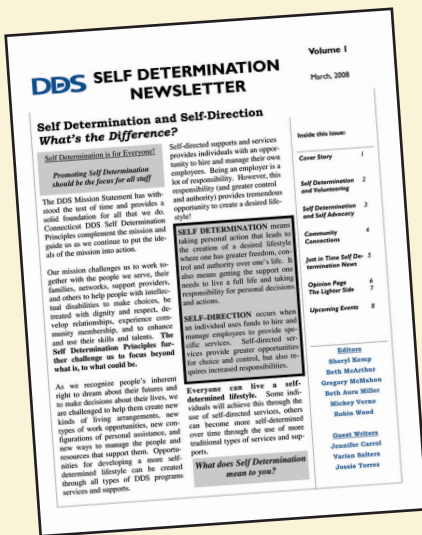 Volume 1
DDS SELF DETERMINATION
NEWSLETTER
March, 2008
Self Determination and Self-Direction
What's the Difference?
Self Determination is for Everyone!
Promoting Self Determination
should be the focus for all staff
The DDS Mission Statement has with-
stood the test of time and provides a
solid foundation for all that we do.
Connecticut DDS Self Determination
Principles complement the mission and
guide us as we continue to put the ide-
als of the mission into action.
Our mission challenges us to work to-
gether with the people we serve, their
families, networks, support providers,
and others to help people with intellec-
tual disabilities to make choices, be
treated with dignity and respect, de-
velop relationships, experience com-
munity membership, and to enhance
and use their skills and talents. The
Self Determination Principles fur-
ther challenge us to focus beyond
what is, to what could be.
As we recognize people's inherent
right to dream about their futures and
to make decisions about their lives, we
are challenged to help them create new
kinds of living arrangements, new
types of work opportunities, new con-
figurations of personal assistance, and
new ways to manage the people and
resources that support them. Opportu-
nities for developing a more self-
determined lifestyle can be created
through all types of DDS programs
services and supports.
Self-directed supports and services
provides individuals with an oppor-
tunity to hire and manage their own
employees. Being an employer is a
lot of responsibility. However, this
responsibility (and greater control
and authority) provides tremendous
opportunity to create a desired life-
style!
SELF DETERMINATION means
taking personal action that leads to
the creation of a desired lifestyle
where one has greater freedom, con-
trol and authority over one's life. It
also means getting the support one
needs to live a full life and taking
responsibility for personal decisions
and actions.
SELF-DIRECTION occurs when
an individual uses funds to hire and
manage employees to provide spe-
cific services. Self-directed ser-
vices provide greater opportunities
for choice and control, but also re-
quires increased responsibilities.
Everyone can live a self-
determined lifestyle. Some indi-
viduals will achieve this through the
use of self-directed services, others
can become more self-determined
over time through the use of more
traditional types of services and sup-
ports.
What does Self Determination
mean to you?
Inside this issue:
Cover Story 1
Self Determination 2
and Volunteering
Self Determination 3
and Self Advocacy
Community 4
Connections
Just in Time Self De- 5
termination News
Opinion Page 6
The Lighter Side 7
Upcoming Events 8
Editors
Sheryl Kemp
Beth McArthur
Gregory McMahon
Beth Aura Miller
Mickey Verno
Robin Wood
Guest Writers
Jennifer Carrol
Varian Salters
Jossie Torres